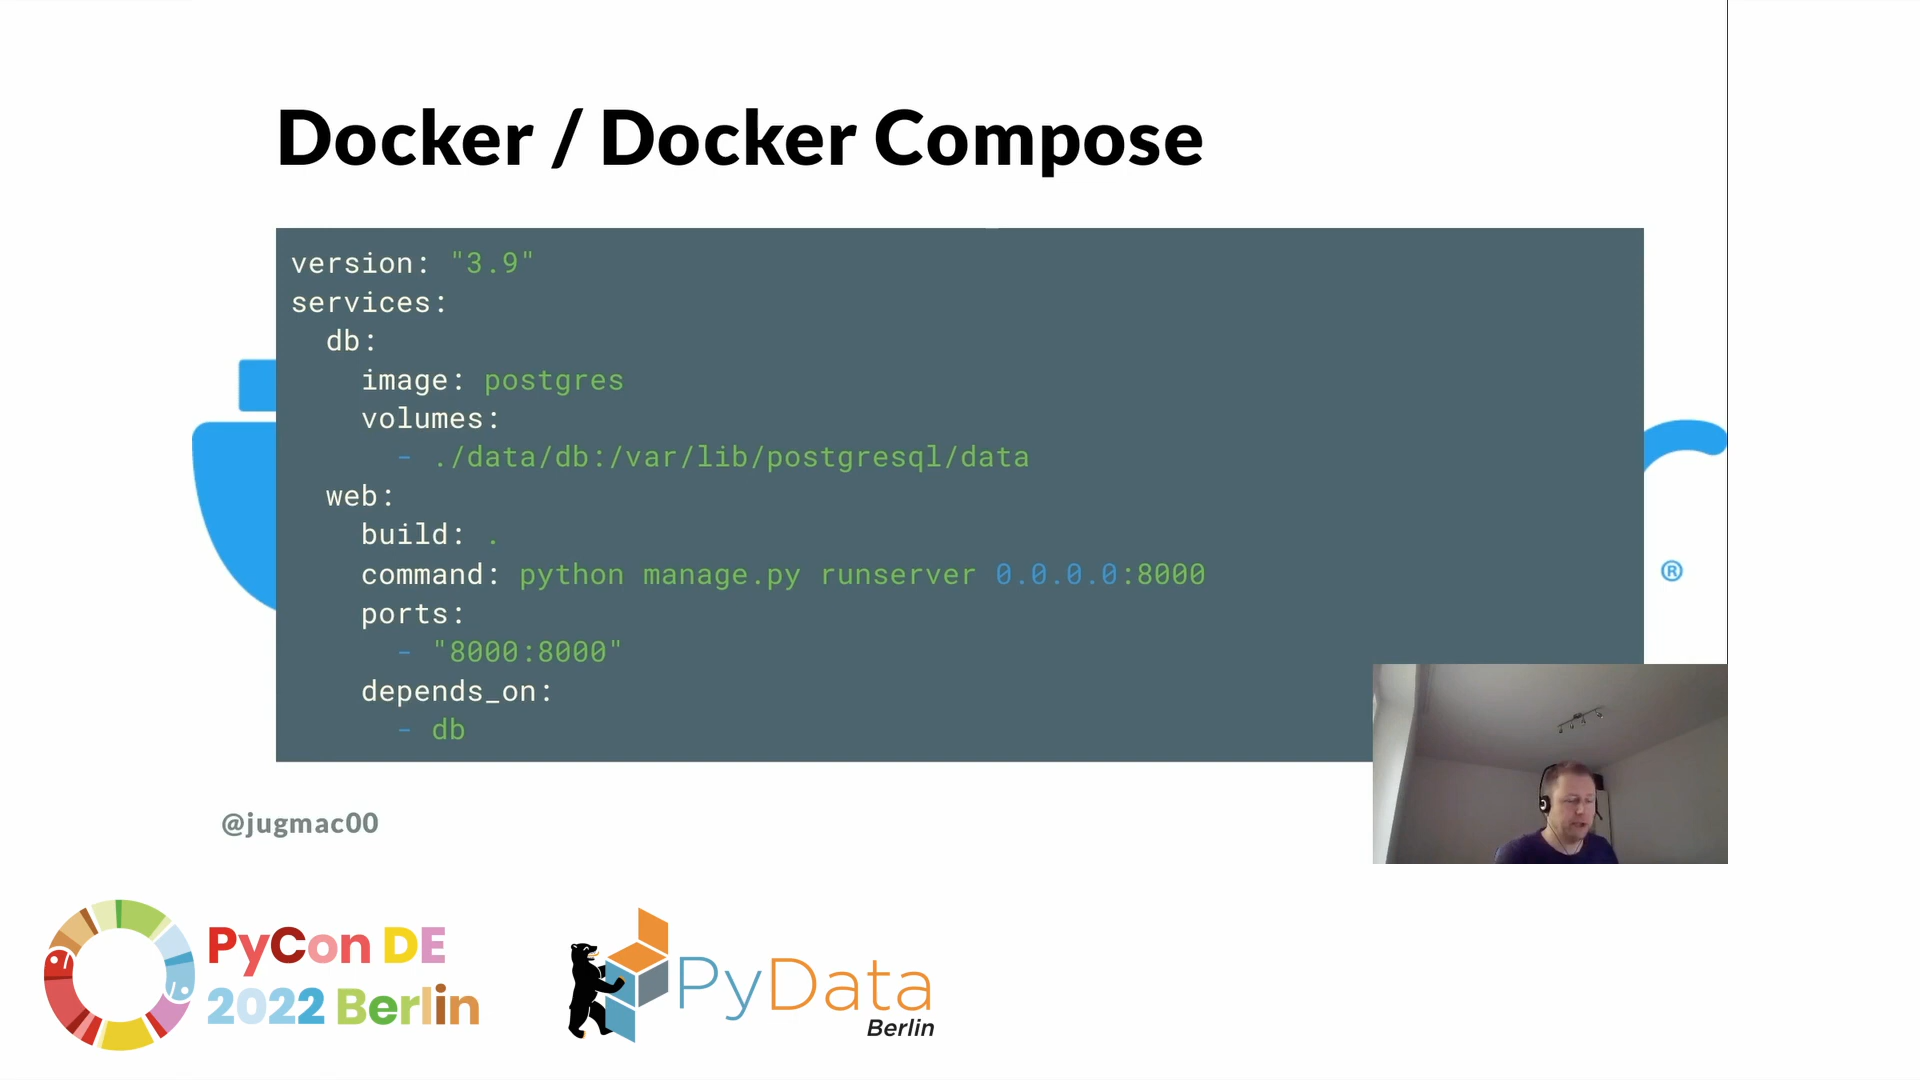 Docker / Docker Compose
version: "3.9"
services:
  db:
    image: postgres
    volumes:
      - ./data/db:/var/lib/postgresql/data
  web:
    build: .
    command: python manage.py runserver 0.0.0.0:8000
    ports:
      - "8000:8000"
    depends_on:
      - db
®
@jugmac00
PyCon DE
2022 Berlin
PyData
Berlin